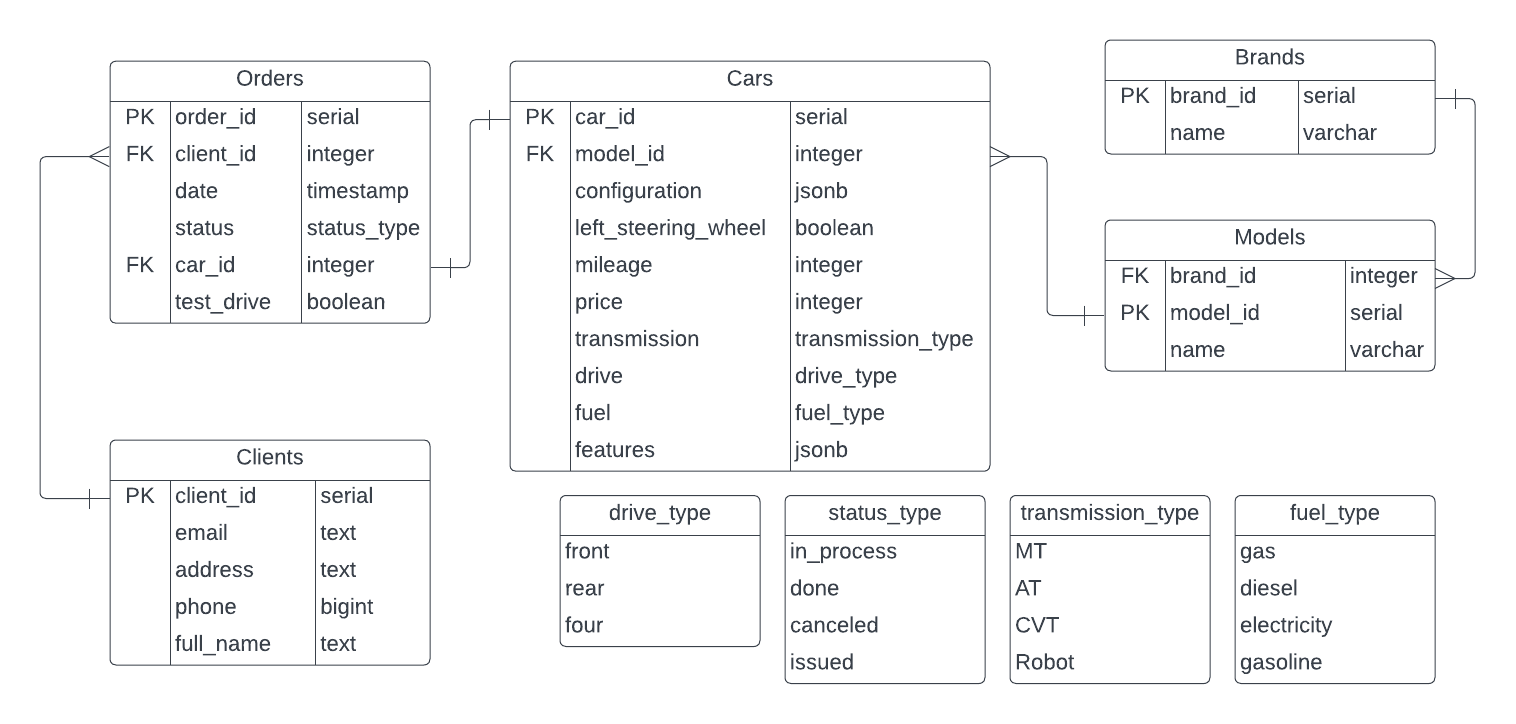 Orders
PK order_id serial
FK client_id integer
date timestamp
status status_type
FK car_id integer
test_drive boolean
Cars
PK car_id serial
FK model_id integer
configuration jsonb
left_steering_wheel boolean
mileage integer
price integer
transmission transmission_type
drive drive_type
fuel fuel_type
features jsonb
Brands
PK brand_id serial
name varchar
Models
FK brand_id integer
PK model_id serial
name varchar
Clients
PK client_id serial
email text
address text
phone bigint
full_name text
drive_type
front
rear
four
status_type
in_process
done
canceled
issued
transmission_type
MT
AT
CVT
Robot
fuel_type
gas
diesel
electricity
gasoline